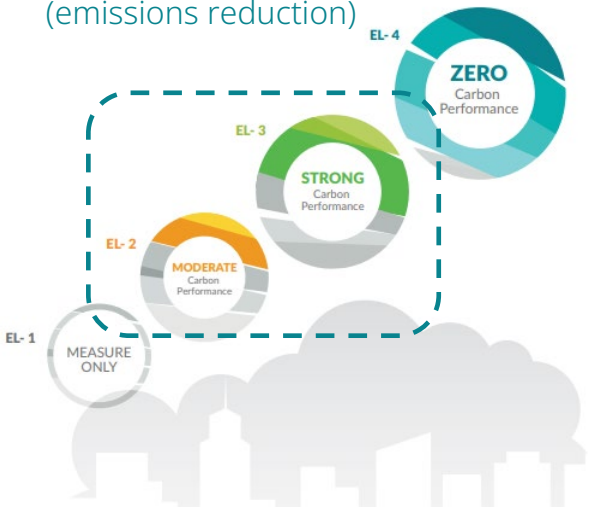 (emissions reduction)
EL- 4
ZERO
Carbon
Performance
EL- 3
STRONG
Carbon
Performance
EL- 2
MODERATE
Carbon
Performance
EL- 1
MEASURE
ONLY